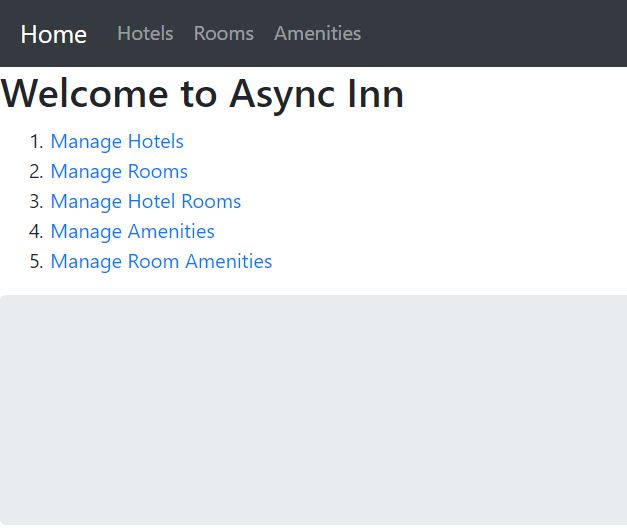 Home Hotels Rooms Amenities
Welcome to Async Inn
1. Manage Hotels
2. Manage Rooms
3. Manage Hotel Rooms
4. Manage Amenities
5. Manage Room Amenities